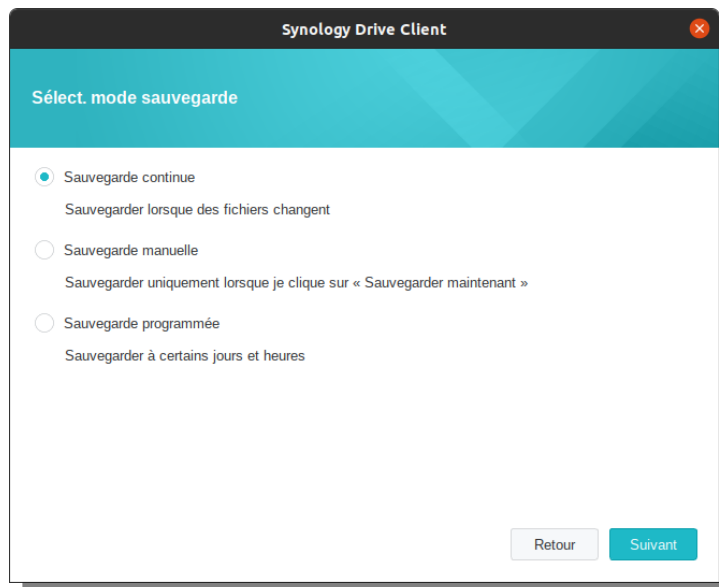 Synology Drive Client
Sélect. mode sauvegarde
Sauvegarde continue
Sauvegarder lorsque des fichiers changent
Sauvegarde manuelle
Sauvegarder uniquement lorsque je clique sur « Sauvegarder maintenant »
Sauvegarde programmée
Sauvegarder à certains jours et heures
Retour
Suivant